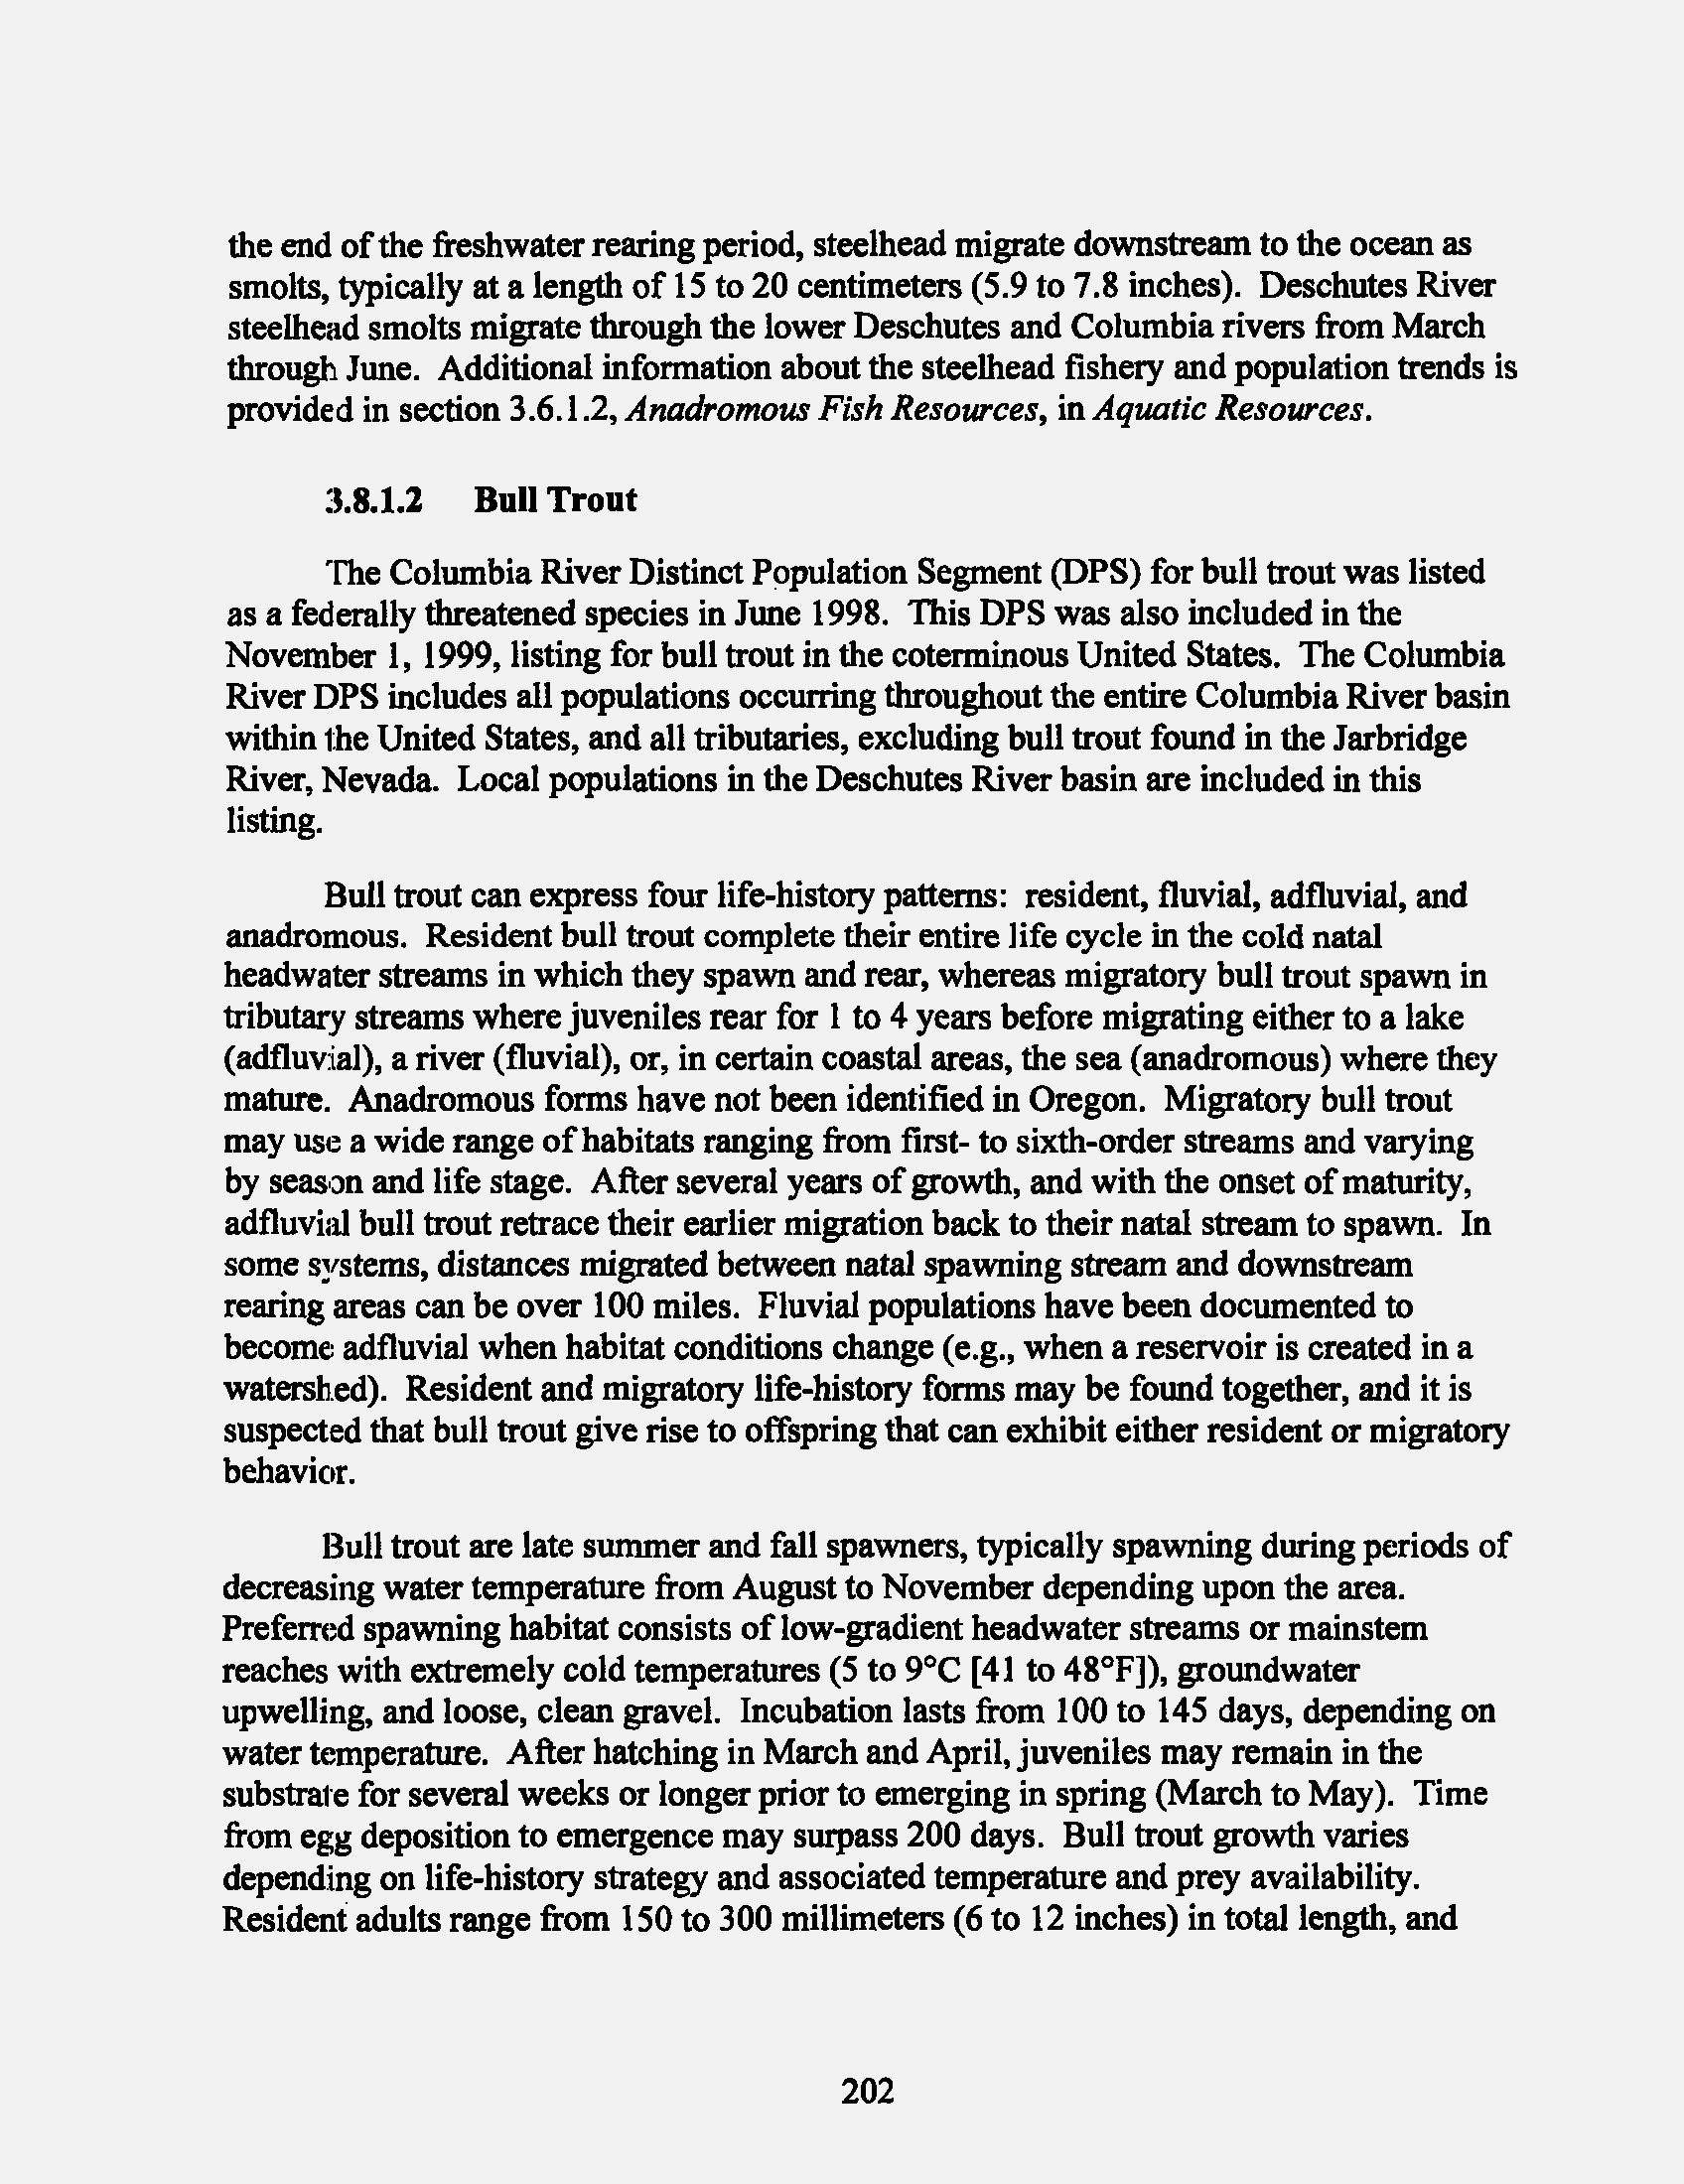 the end of the freshwater rearing period, steelhead migrate downstream to the ocean as
smolts, typically at a length of 15 to 20 centimeters (5.9 to 7.8 inches). Deschutes River
steelhead smolts migrate through the lower Deschutes and Columbia rivers from March
through June. Additional information about the steelhead fishery and population trends is
provided in section 3.6.1.2, Anadromous Fish Resources, in Aquatic Resources.
3.8.1.2 Bull Trout
The Columbia River Distinct Population Segment (DPS) for bull trout was listed
as a federally threatened species in June 1998. This DPS was also included in the
November 1, 1999, listing for bull trout in the coterminous United States. The Columbia
River DPS includes all populations occurring throughout the entire Columbia River basin
within the United States, and all tributaries, excluding bull trout found in the Jarbridge
River, Nevada. Local populations in the Deschutes River basin are included in this
listing.
Bull trout can express four life-history patterns: resident, fluvial, adfluvial, and
anadromous. Resident bull trout complete their entire life cycle in the cold natal
headwater streams in which they spawn and rear, whereas migratory bull trout spawn in
tributary streams where juveniles rear for 1 to 4 years before migrating either to a lake
(adfluvial), a river (fluvial), or, in certain coastal areas, the sea (anadromous) where they
mature. Anadromous forms have not been identified in Oregon. Migratory bull trout
may use a wide range of habitats ranging from first- to sixth-order streams and varying
by season and life stage. After several years of growth, and with the onset of maturity,
adfluvial bull trout retrace their earlier migration back to their natal stream to spawn. In
some systems, distances migrated between natal spawning stream and downstream
rearing areas can be over 100 miles. Fluvial populations have been documented to
become adfluvial when habitat conditions change (e.g., when a reservoir is created in a
watershed). Resident and migratory life-history forms may be found together, and it is
suspected that bull trout give rise to offspring that can exhibit either resident or migratory
behavior.
Bull trout are late summer and fall spawners, typically spawning during periods of
decreasing water temperature from August to November depending upon the area.
Preferred spawning habitat consists of low-gradient headwater streams or mainstem
reaches with extremely cold temperatures (5 to 9°C [41 to 48°F]), groundwater
upwelling, and loose, clean gravel. Incubation lasts from 100 to 145 days, depending on
water temperature. After hatching in March and April, juveniles may remain in the
substrate for several weeks or longer prior to emerging in spring (March to May). Time
from egg deposition to emergence may surpass 200 days. Bull trout growth varies
depending on life-history strategy and associated temperature and prey availability.
Resident adults range from 150 to 300 millimeters (6 to 12 inches) in total length, and
202